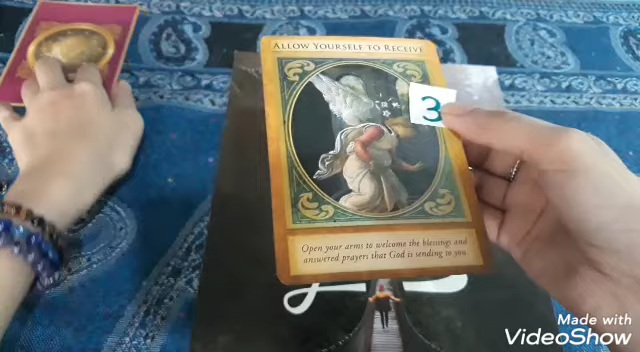 ALLOW YOURSELF TO RECEIVE
3
Open your arms to welcome the blessings and
answered prayers that God is sending to you.
Made with
VideoShow